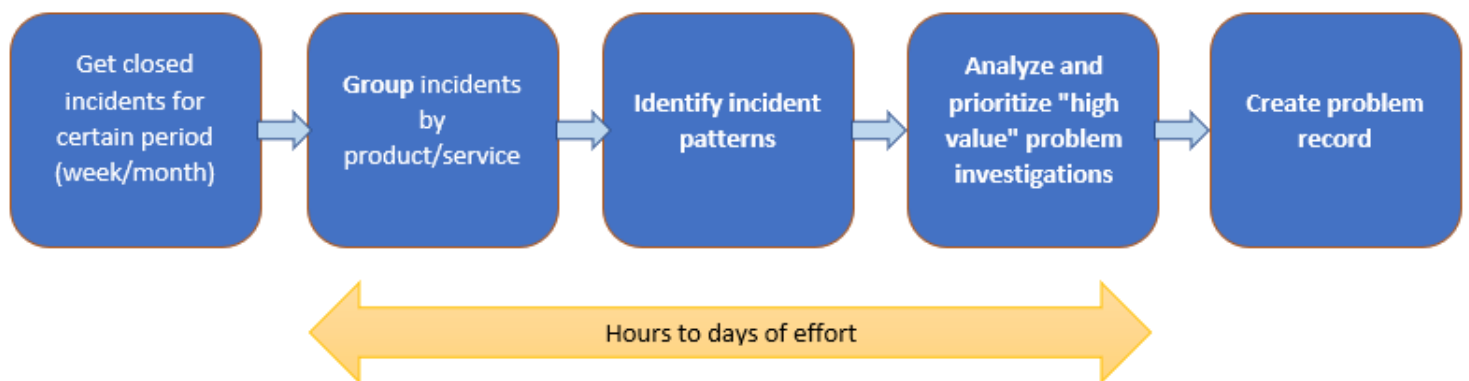 Get closed
incidents for
certain period
(week/month)
Group incidents
by
product/service
Identify incident
patterns
Analyze and
prioritize "high
value" problem
investigations
Create problem
record
Hours to days of effort